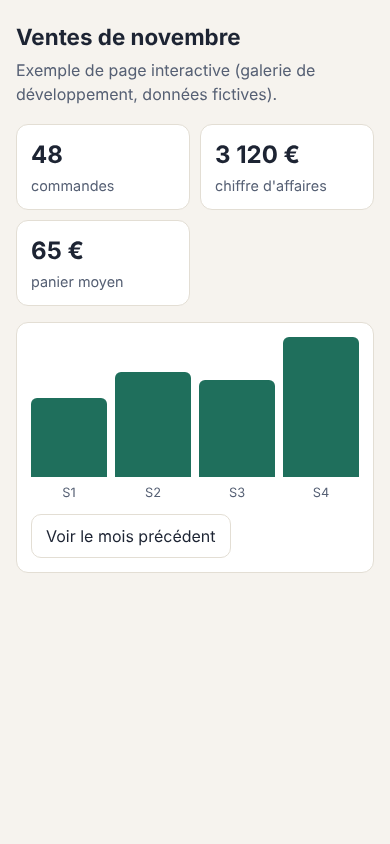 Ventes de novembre
Exemple de page interactive (galerie de
développement, données fictives).
48
commandes
3 120 €
chiffre d'affaires
65 €
panier moyen
S1 S2 S3 S4
Voir le mois précédent